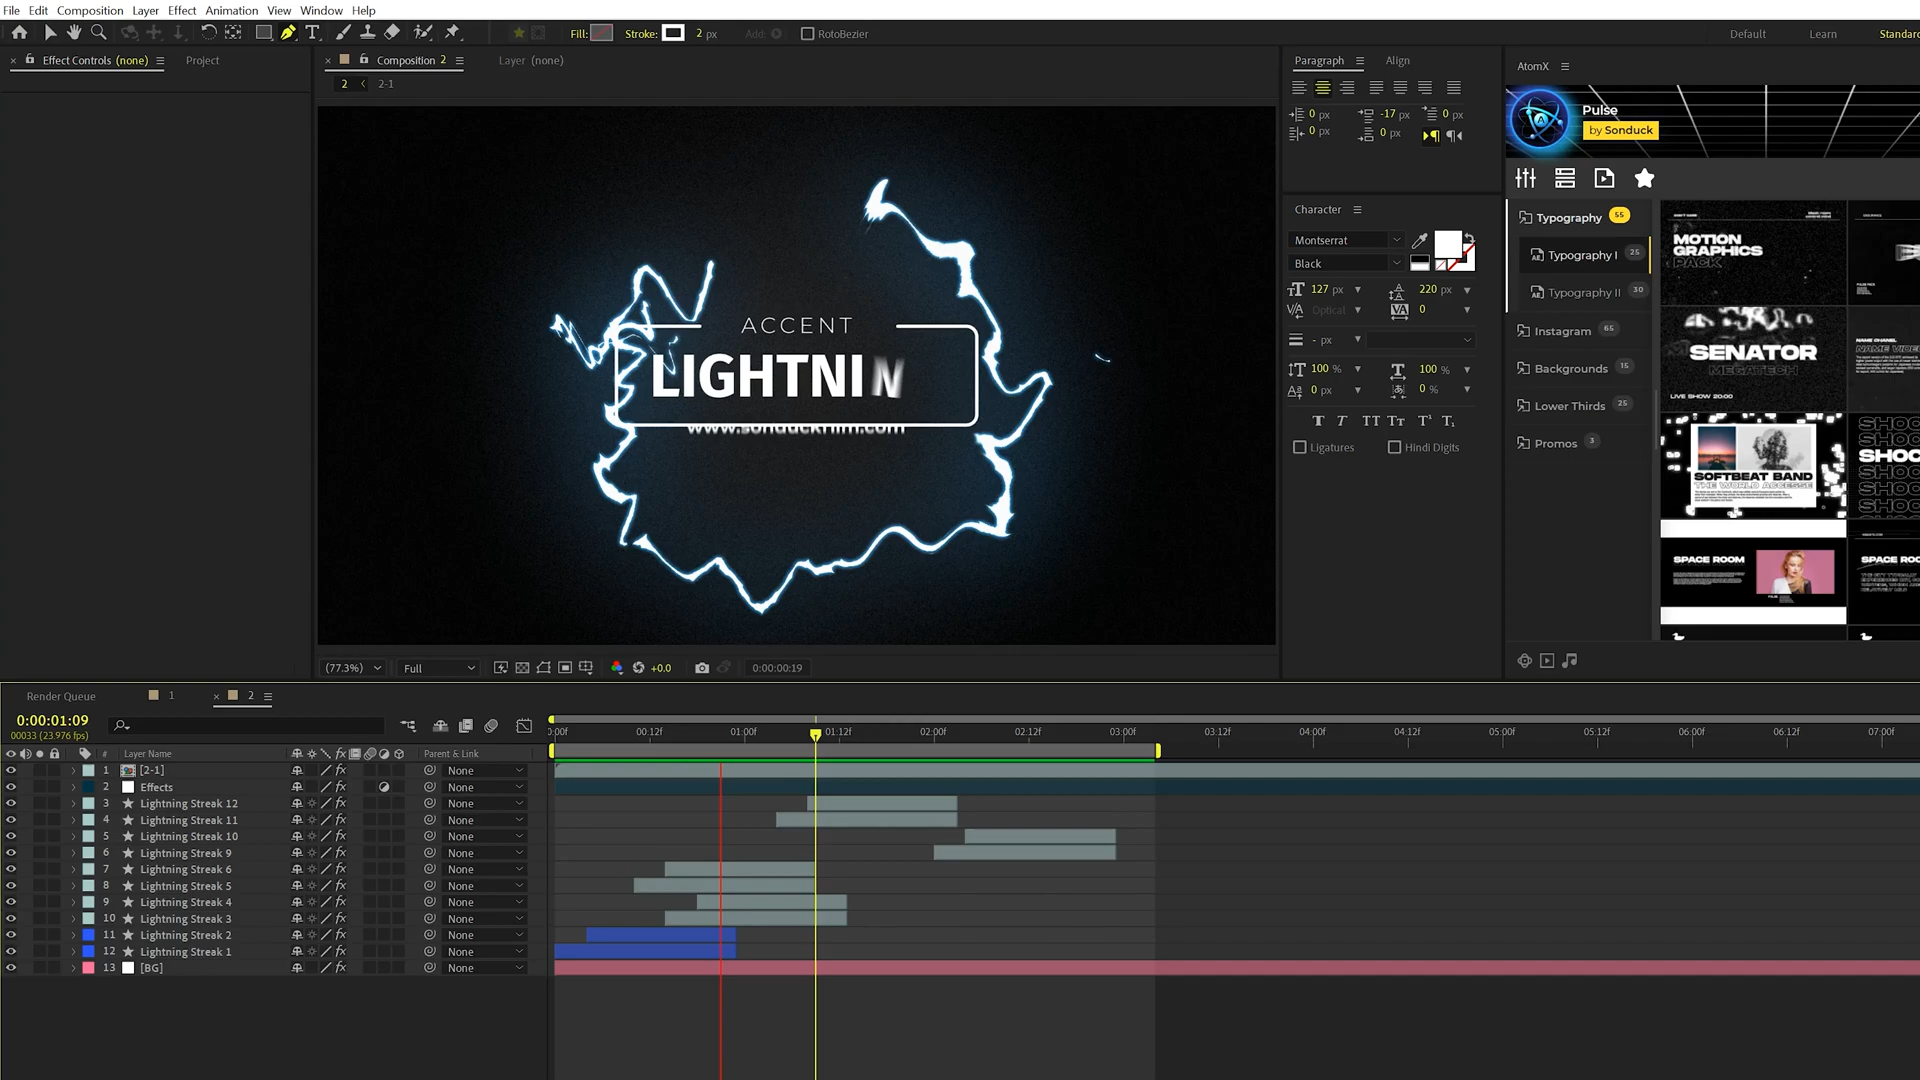 File Edit Composition Layer Effect Animation View Window Help
Fill: Stroke: 2 px Add: RotoBezier
Default Learn Standard
Effect Controls (none) Project
Composition 2 Layer (none)
2 2-1
Paragraph Align
0 px -17 px 0 px
0 px 0 px
Character
Montserrat
Black
127 px 220 px
Optical 0
- px
100 % 100 %
0 px 0 %
Ligatures Hindi Digits
AtomX
Pulse
by Sonduck
Typography 55
Typography I 25
Typography II 30
Instagram 65
Backgrounds 15
Lower Thirds 25
Promos 3
MOTION
GRAPHICS
PACK
SENATOR
MEGATECH
LIVE SHOW 20:00
NAME CHANEL
SOFTBEAT BAND
THE WORLD ACCESSE
SHOC
SHOC
SHOC
SHOC
SHOC
SPACE ROOM
SPACE ROO
ACCENT
LIGHTNI N
www.sonduckfilm.com
(77.3%) Full +0.0 0:00:00:19
Render Queue 1 2
0:00:01:09
00033 (23.976 fps)
:00f 00:12f 01:00f 01:12f 02:00f 02:12f 03:00f 03:12f 04:00f 04:12f 05:00f 05:12f 06:00f 06:12f 07:00f
# Layer Name Parent & Link
1 [2-1] None
2 Effects None
3 Lightning Streak 12 None
4 Lightning Streak 11 None
5 Lightning Streak 10 None
6 Lightning Streak 9 None
7 Lightning Streak 6 None
8 Lightning Streak 5 None
9 Lightning Streak 4 None
10 Lightning Streak 3 None
11 Lightning Streak 2 None
12 Lightning Streak 1 None
13 [BG] None